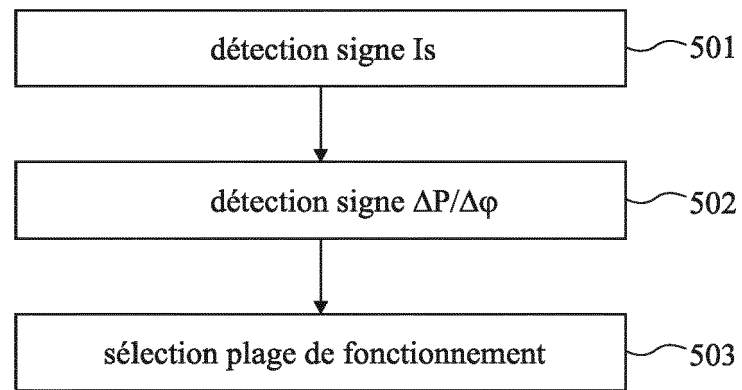 détection signe Is
501
détection signe ΔP/Δφ
502
sélection plage de fonctionnement
503